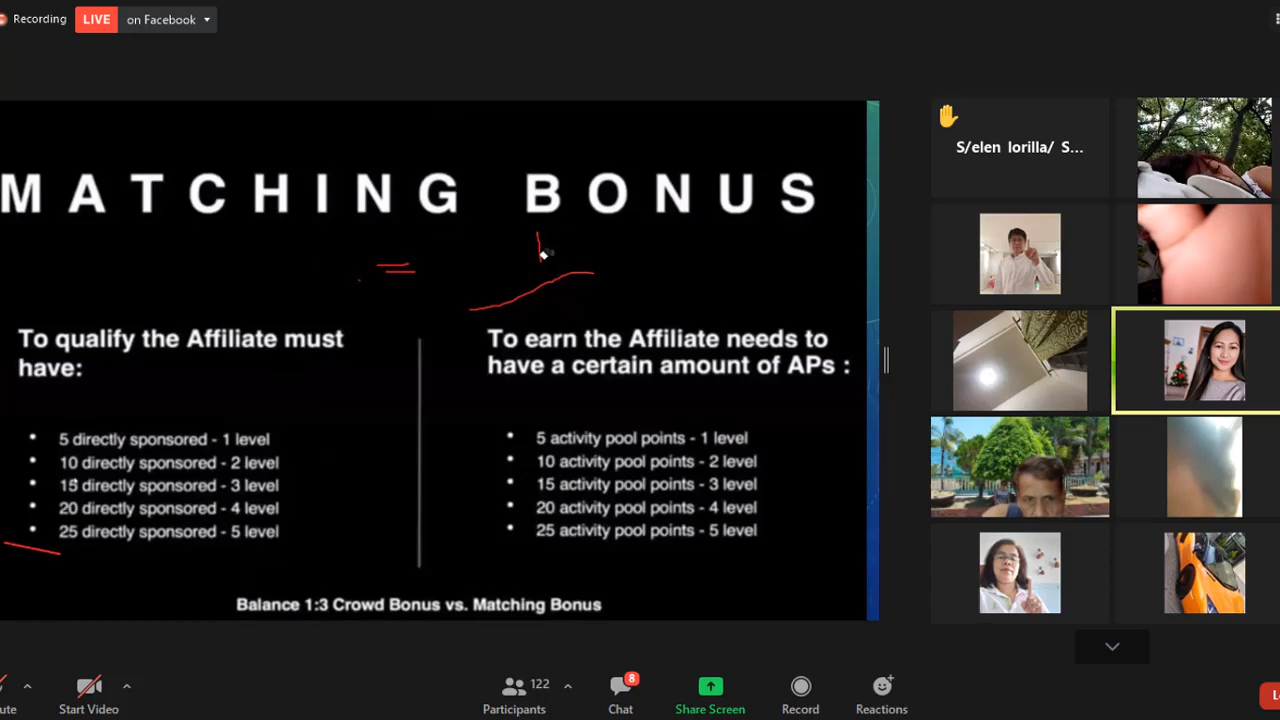 Recording
LIVE
on Facebook
S/elen lorilla/ S...
MATCHING BONUS
To qualify the Affiliate must
have:
5 directly sponsored - 1 level
10 directly sponsored - 2 level
15 directly sponsored - 3 level
20 directly sponsored - 4 level
25 directly sponsored - 5 level
To earn the Affiliate needs to
have a certain amount of APs :
5 activity pool points - 1 level
10 activity pool points - 2 level
15 activity pool points - 3 level
20 activity pool points - 4 level
25 activity pool points - 5 level
Balance 1:3 Crowd Bonus vs. Matching Bonus
ute
Start Video
122
Participants
8
Chat
Share Screen
Record
Reactions